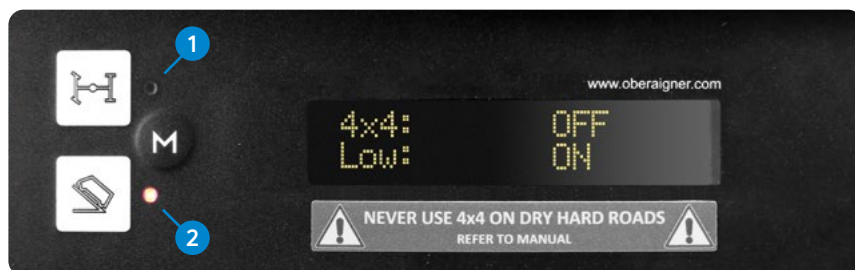 1
www.oberaigner.com
4x4: OFF
M
Low: ON
2
NEVER USE 4x4 ON DRY HARD ROADS
REFER TO MANUAL